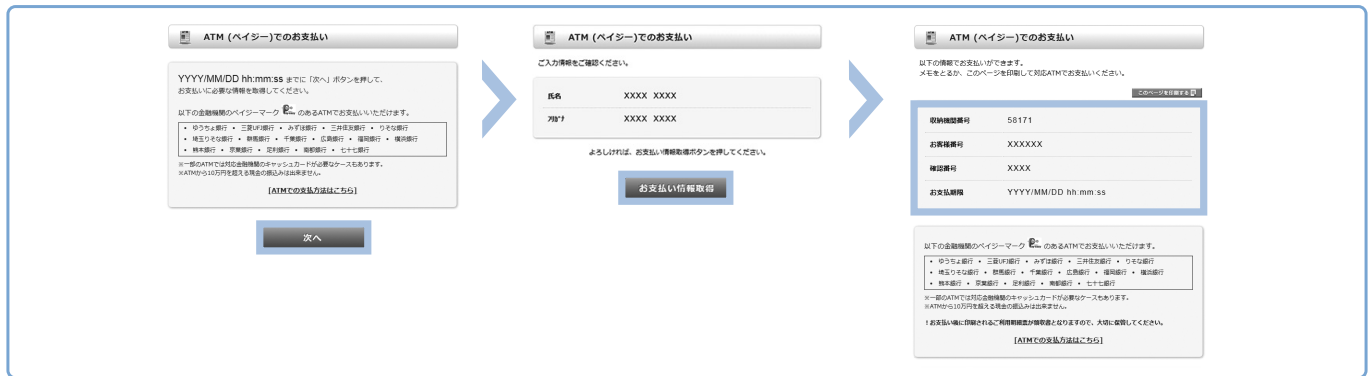 ATM (ペイジー)でのお支払い
YYYY/MM/DD hh:mm:ss までに「次へ」ボタンを押して、
お支払いに必要な情報を取得してください。
以下の金融機関のペイジーマーク のあるATMでお支払いいただけます。
• ゆうちょ銀行 • 三菱UFJ銀行 • みずほ銀行 • 三井住友銀行 • りそな銀行
• 埼玉りそな銀行 • 群馬銀行 • 千葉銀行 • 広島銀行 • 福岡銀行 • 横浜銀行
• 熊本銀行 • 京葉銀行 • 足利銀行 • 南都銀行 • 七十七銀行
※一部のATMでは対応金融機関のキャッシュカードが必要なケースもあります。
※ATMから10万円を超える現金の振込みは出来ません。
[ATMでの支払方法はこちら]
次へ
ATM (ペイジー)でのお支払い
ご入力情報をご確認ください。
氏名 XXXX XXXX
フリガナ XXXX XXXX
よろしければ、お支払い情報取得ボタンを押してください。
お支払い情報取得
ATM (ペイジー)でのお支払い
以下の情報でお支払いができます。
メモをとるか、このページを印刷して対応ATMでお支払いください。
このページを印刷する
収納機関番号 58171
お客様番号 XXXXXX
確認番号 XXXX
お支払期限 YYYY/MM/DD hh:mm:ss
以下の金融機関のペイジーマーク のあるATMでお支払いいただけます。
• ゆうちょ銀行 • 三菱UFJ銀行 • みずほ銀行 • 三井住友銀行 • りそな銀行
• 埼玉りそな銀行 • 群馬銀行 • 千葉銀行 • 広島銀行 • 福岡銀行 • 横浜銀行
• 熊本銀行 • 京葉銀行 • 足利銀行 • 南都銀行 • 七十七銀行
※一部のATMでは対応金融機関のキャッシュカードが必要なケースもあります。
※ATMから10万円を超える現金の振込みは出来ません。
！お支払い後に印刷されるご利用明細票が領収書となりますので、大切に保管してください。
[ATMでの支払方法はこちら]